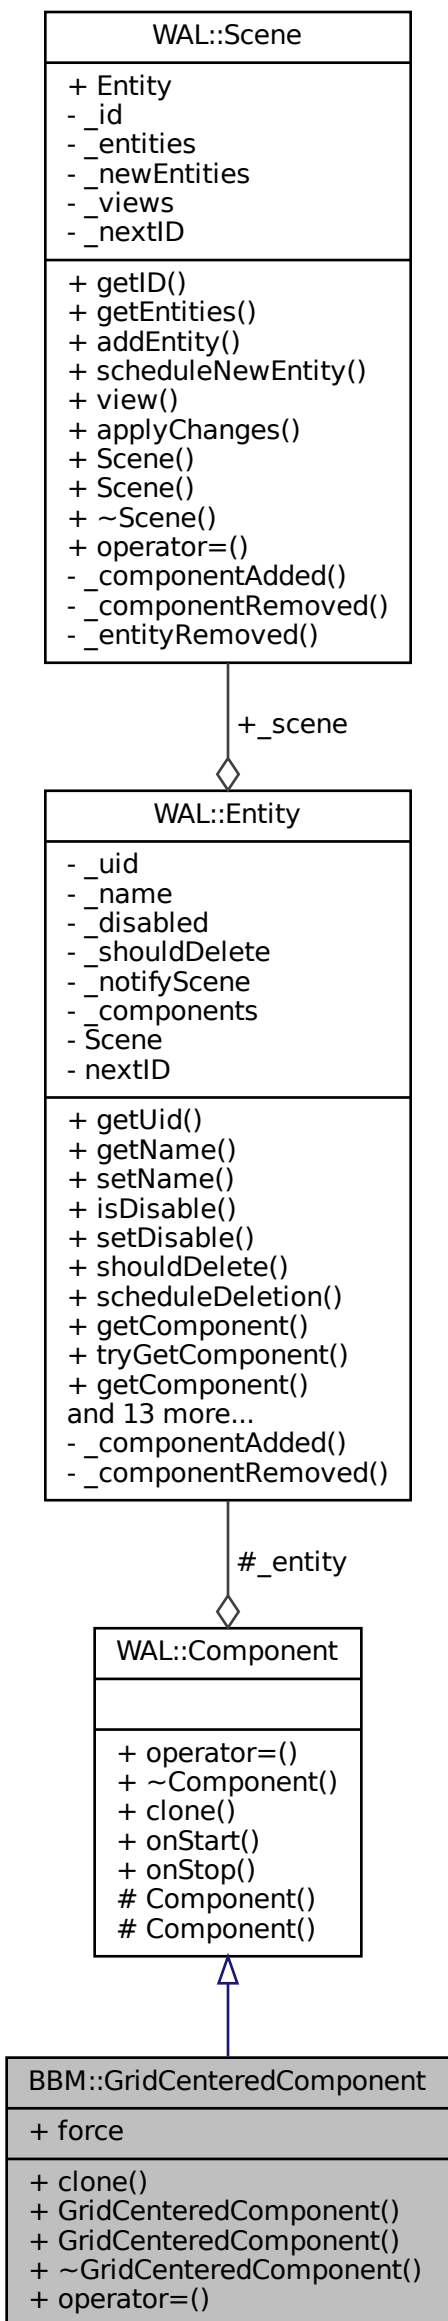 WAL::Scene
+ Entity
- _id
- _entities
- _newEntities
- _views
- _nextID
+ getID()
+ getEntities()
+ addEntity()
+ scheduleNewEntity()
+ view()
+ applyChanges()
+ Scene()
+ Scene()
+ ~Scene()
+ operator=()
- _componentAdded()
- _componentRemoved()
- _entityRemoved()
+_scene
WAL::Entity
- _uid
- _name
- _disabled
- _shouldDelete
- _notifyScene
- _components
- Scene
- nextID
+ getUid()
+ getName()
+ setName()
+ isDisable()
+ setDisable()
+ shouldDelete()
+ scheduleDeletion()
+ getComponent()
+ tryGetComponent()
+ getComponent()
and 13 more...
- _componentAdded()
- _componentRemoved()
#_entity
WAL::Component
+ operator=()
+ ~Component()
+ clone()
+ onStart()
+ onStop()
# Component()
# Component()
BBM::GridCenteredComponent
+ force
+ clone()
+ GridCenteredComponent()
+ GridCenteredComponent()
+ ~GridCenteredComponent()
+ operator=()